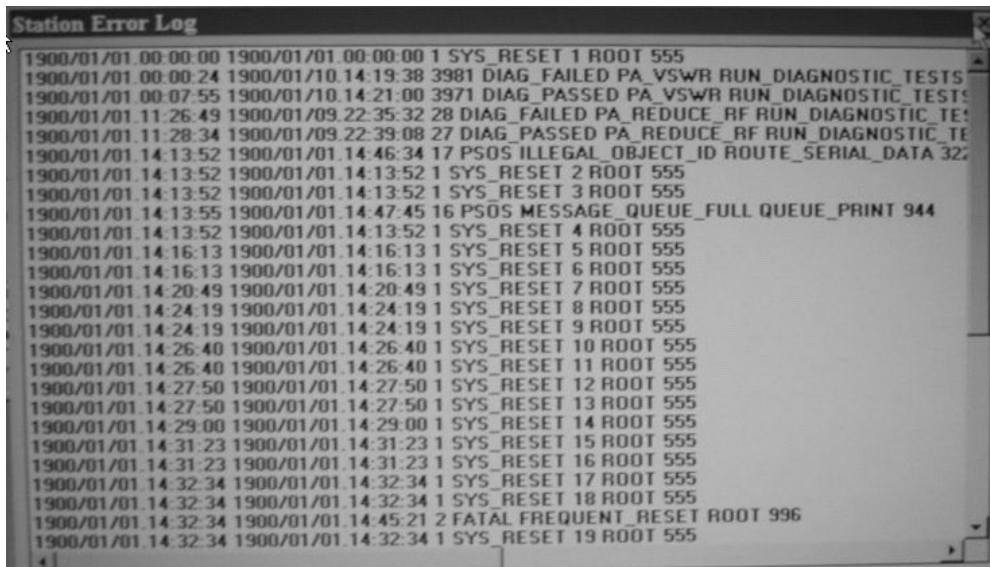 Station Error Log
1900/01/01.00:00:00 1900/01/01.00:00:00 1 SYS_RESET 1 ROOT 555
1900/01/01.00:00:24 1900/01/10.14:19:38 3981 DIAG_FAILED PA_VSWR RUN_DIAGNOSTIC_TESTS
1900/01/01.00:07:55 1900/01/10.14:21:00 3971 DIAG_PASSED PA_VSWR RUN_DIAGNOSTIC_TESTS
1900/01/01.11:26:49 1900/01/09.22:35:32 28 DIAG_FAILED PA_REDUCE_RF RUN_DIAGNOSTIC_TES
1900/01/01.11:28:34 1900/01/09.22:39:08 27 DIAG_PASSED PA_REDUCE_RF RUN_DIAGNOSTIC_TE
1900/01/01.14:13:52 1900/01/01.14:46:34 17 PSOS ILLEGAL_OBJECT_ID ROUTE_SERIAL_DATA 322
1900/01/01.14:13:52 1900/01/01.14:13:52 1 SYS_RESET 2 ROOT 555
1900/01/01.14:13:52 1900/01/01.14:13:52 1 SYS_RESET 3 ROOT 555
1900/01/01.14:13:55 1900/01/01.14:47:45 16 PSOS MESSAGE_QUEUE_FULL QUEUE_PRINT 944
1900/01/01.14:13:52 1900/01/01.14:13:52 1 SYS_RESET 4 ROOT 555
1900/01/01.14:16:13 1900/01/01.14:16:13 1 SYS_RESET 5 ROOT 555
1900/01/01.14:16:13 1900/01/01.14:16:13 1 SYS_RESET 6 ROOT 555
1900/01/01.14:20:49 1900/01/01.14:20:49 1 SYS_RESET 7 ROOT 555
1900/01/01.14:24:19 1900/01/01.14:24:19 1 SYS_RESET 8 ROOT 555
1900/01/01.14:24:19 1900/01/01.14:24:19 1 SYS_RESET 9 ROOT 555
1900/01/01.14:26:40 1900/01/01.14:26:40 1 SYS_RESET 10 ROOT 555
1900/01/01.14:26:40 1900/01/01.14:26:40 1 SYS_RESET 11 ROOT 555
1900/01/01.14:27:50 1900/01/01.14:27:50 1 SYS_RESET 12 ROOT 555
1900/01/01.14:27:50 1900/01/01.14:27:50 1 SYS_RESET 13 ROOT 555
1900/01/01.14:29:00 1900/01/01.14:29:00 1 SYS_RESET 14 ROOT 555
1900/01/01.14:31:23 1900/01/01.14:31:23 1 SYS_RESET 15 ROOT 555
1900/01/01.14:31:23 1900/01/01.14:31:23 1 SYS_RESET 16 ROOT 555
1900/01/01.14:32:34 1900/01/01.14:32:34 1 SYS_RESET 17 ROOT 555
1900/01/01.14:32:34 1900/01/01.14:32:34 1 SYS_RESET 18 ROOT 555
1900/01/01.14:32:34 1900/01/01.14:45:21 2 FATAL FREQUENT_RESET ROOT 996
1900/01/01.14:32:34 1900/01/01.14:32:34 1 SYS_RESET 19 ROOT 555